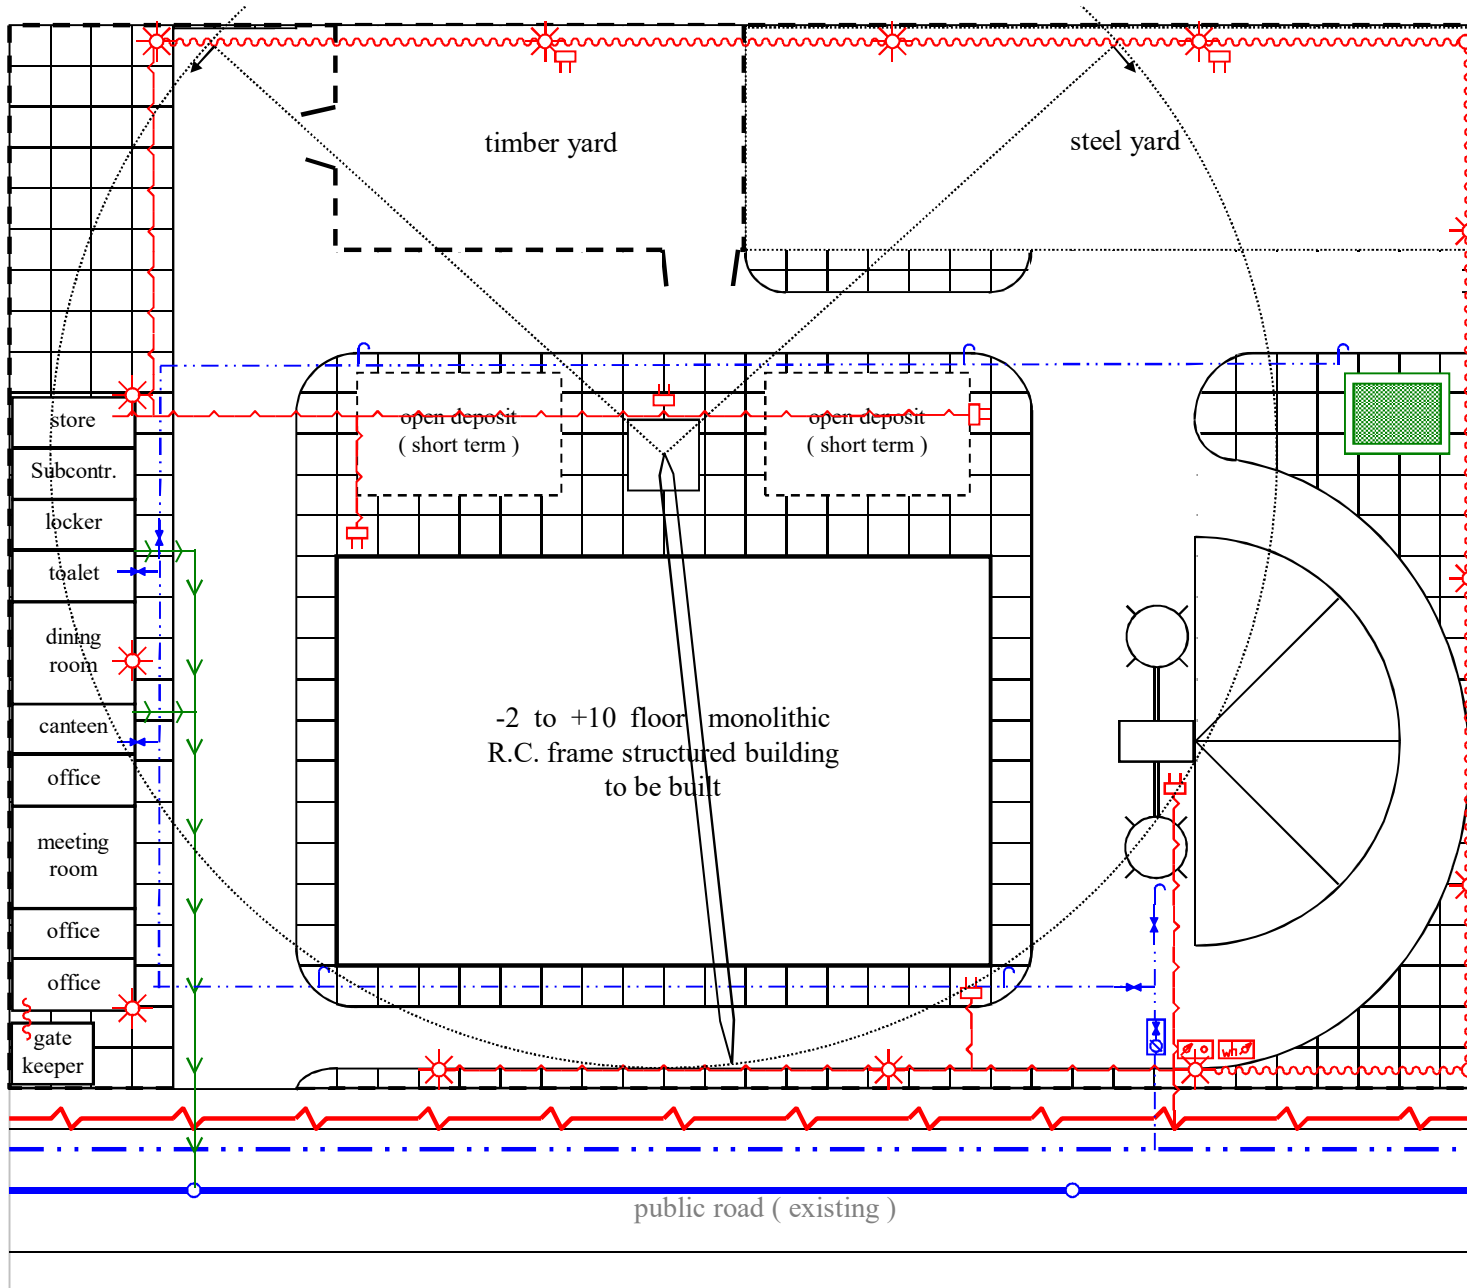 timber yard
steel yard
open deposit
( short term )
open deposit
( short term )
store
Subcontr.
locker
toalet
dining
room
canteen
office
meeting
room
office
office
gate
keeper
-2 to +10 floor monolithic
R.C. frame structured building
to be built
wh
public road ( existing )